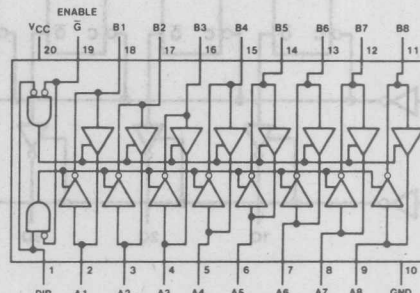 ENABLE
VCC G̅ B1 B2 B3 B4 B5 B6 B7 B8
20 19 18 17 16 15 14 13 12 11
1 2 3 4 5 6 7 8 9 10
DIR A1 A2 A3 A4 A5 A6 A7 A8 GND